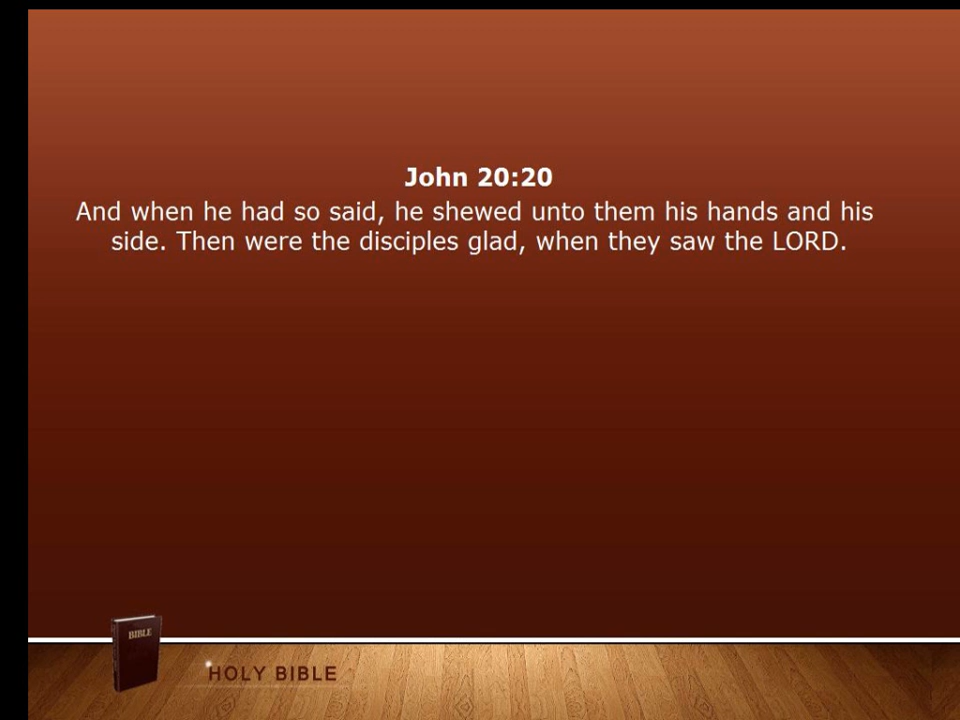 John 20:20
And when he had so said, he shewed unto them his hands and his
side. Then were the disciples glad, when they saw the LORD.
BIBLE
HOLY BIBLE